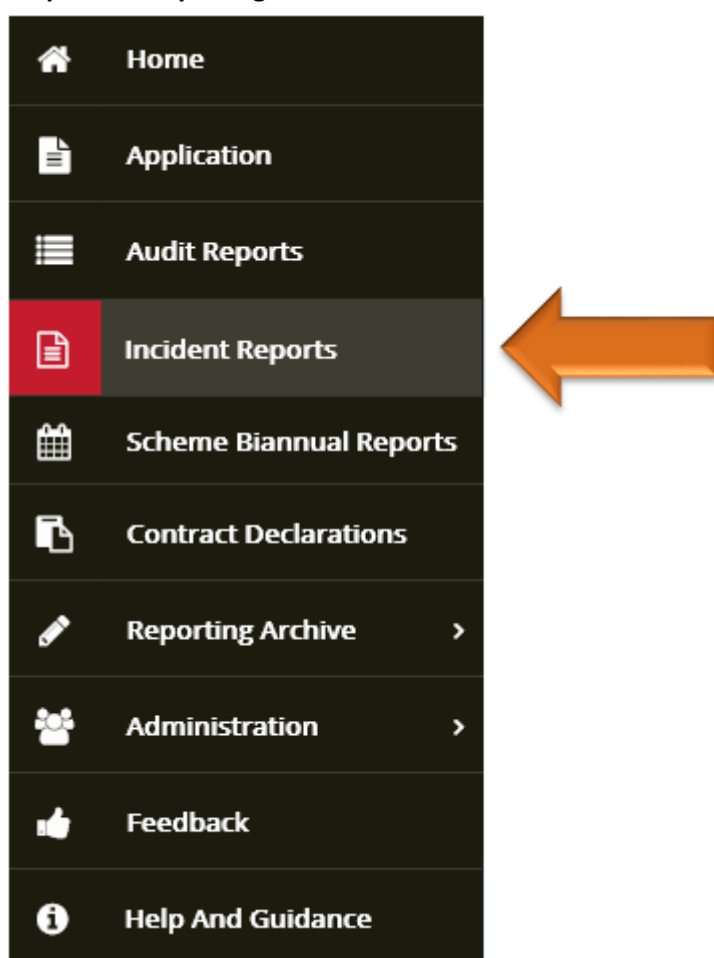 Home
Application
Audit Reports
Incident Reports
Scheme Biannual Reports
Contract Declarations
Reporting Archive
Administration
Feedback
Help And Guidance